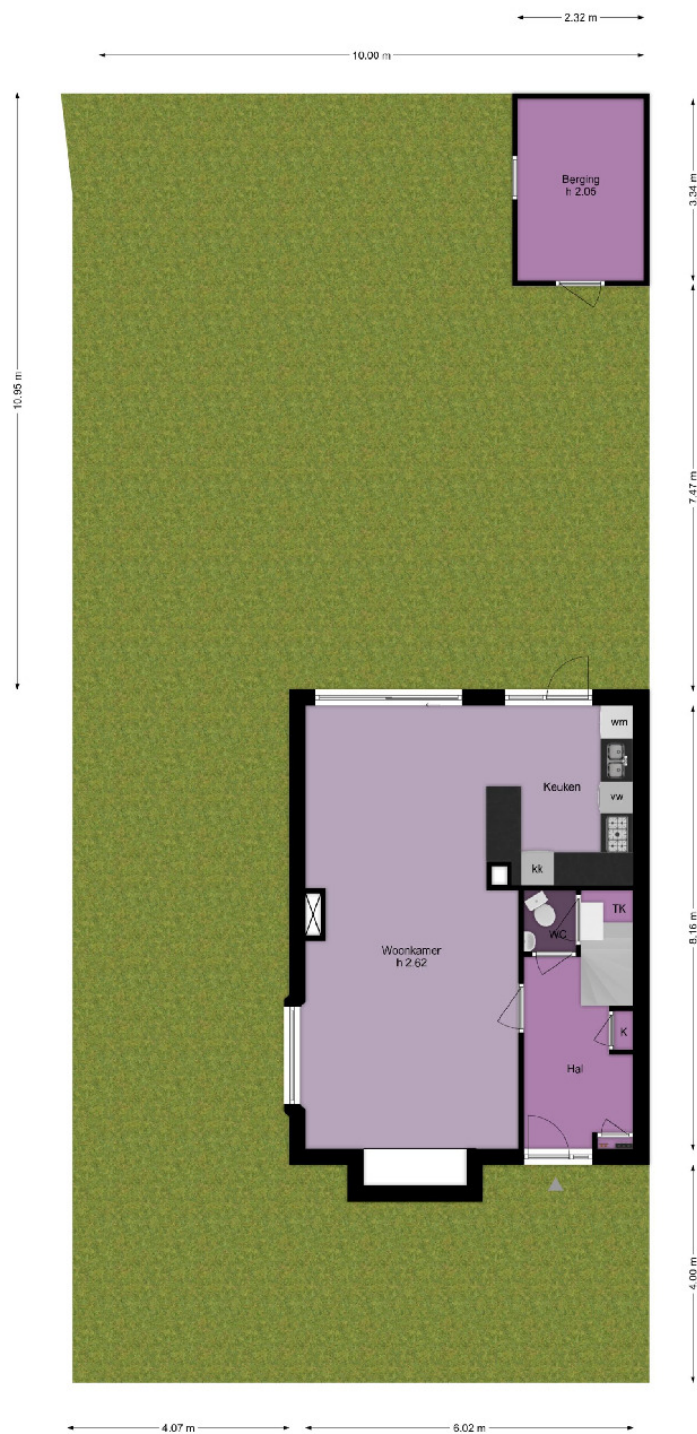 2.32 m
10.00 m
10.95 m
3.34 m
Berging
h 2.05
7.47 m
wm
Keuken
vw
kk
TK
WC
8.16 m
Woonkamer
h 2.62
K
Hal
4.00 m
4.07 m
6.02 m